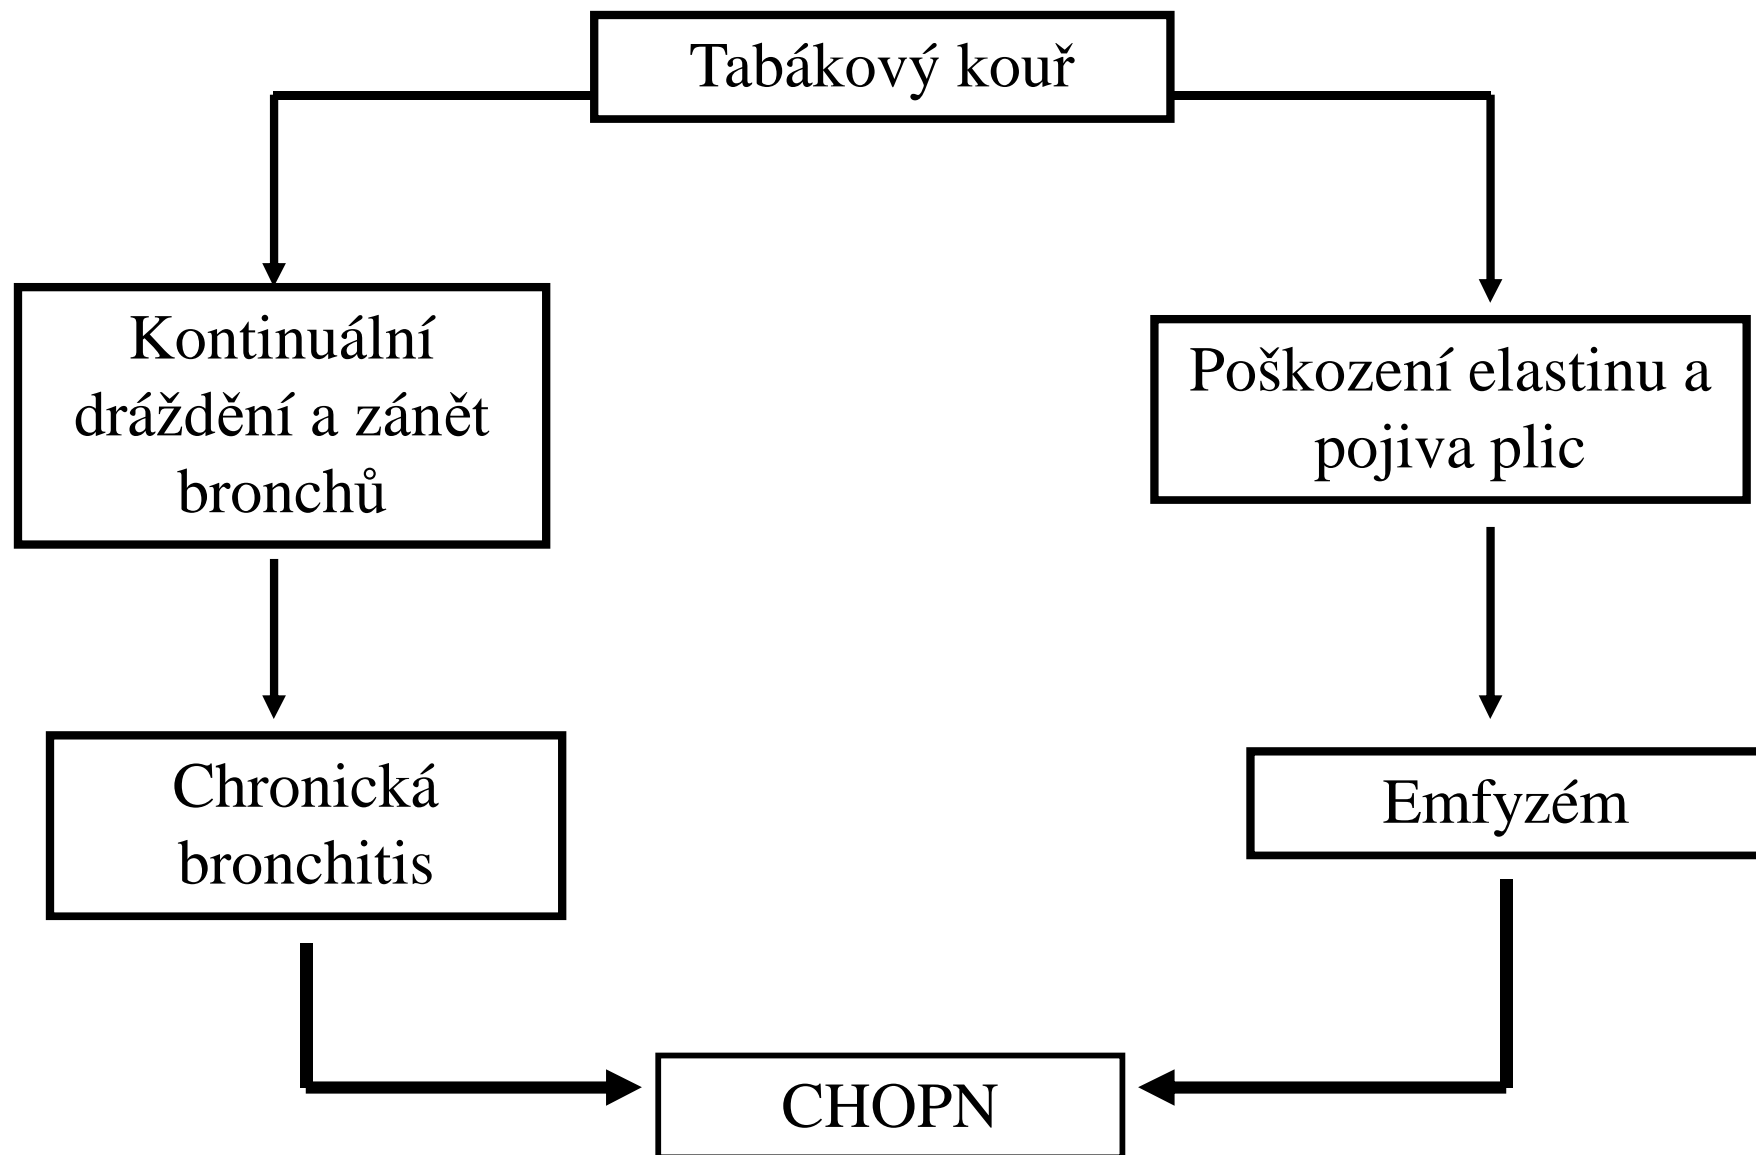 Tabákový kouř
Kontinuální
dráždění a zánět
bronchů
Poškození elastinu a
pojiva plic
Chronická
bronchitis
Emfyzém
CHOPN